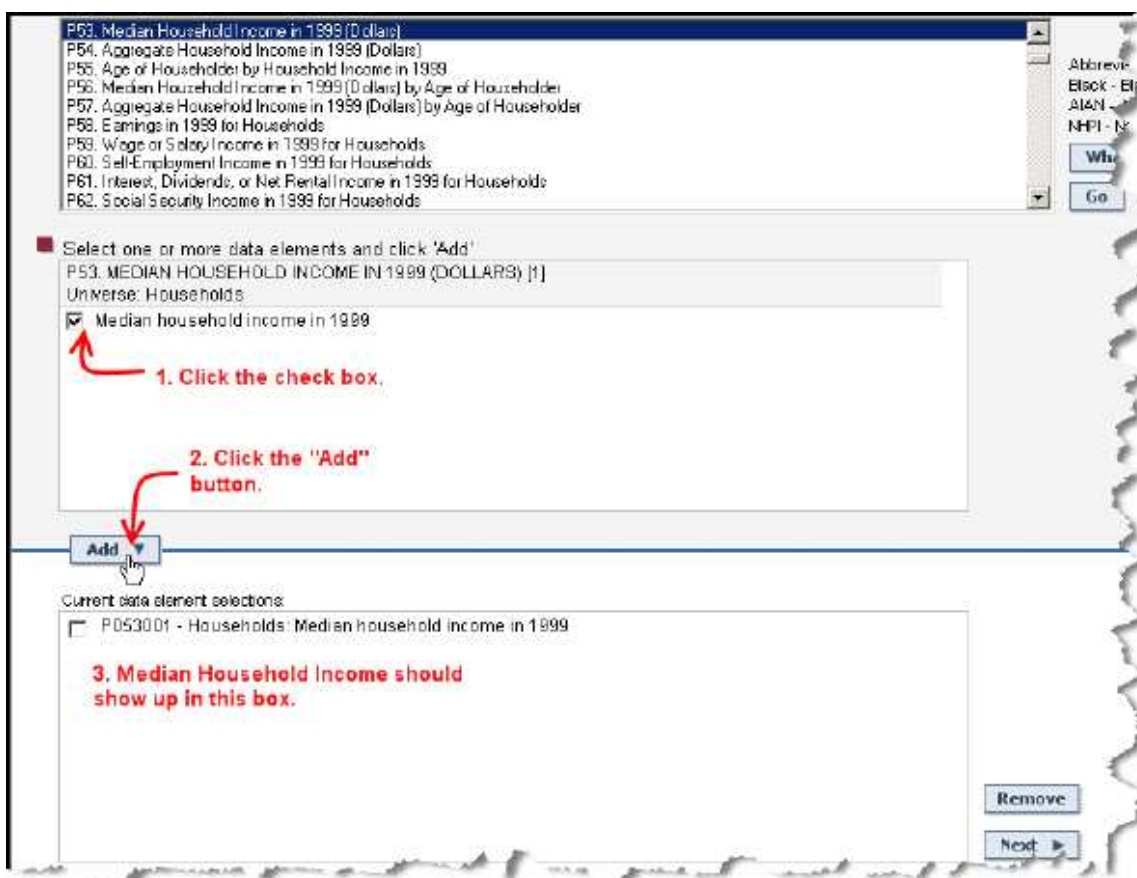 P53. Median Household Income in 1999 (Dollars)
P54. Aggregate Household Income in 1999 (Dollars)
P55. Age of Householder by Household Income in 1999
P56. Median Household Income in 1999 (Dollars) by Age of Householder
P57. Aggregate Household Income in 1999 (Dollars) by Age of Householder
P58. Earnings in 1999 for Households
P59. Wage or Salary Income in 1999 for Households
P60. Self-Employment Income in 1999 for Households
P61. Interest, Dividends, or Net Rental Income in 1999 for Households
P62. Social Security Income in 1999 for Households
Abbrevi
Black - Bl
AIAN -
NHPI - N
Wha
Go
Select one or more data elements and click 'Add'
P53. MEDIAN HOUSEHOLD INCOME IN 1999 (DOLLARS) [1]
Universe: Households
Median household income in 1999
1. Click the check box.
2. Click the "Add"
button.
Add
Current data element selections:
P053001 - Households: Median household income in 1999
3. Median Household Income should
show up in this box.
Remove
Next